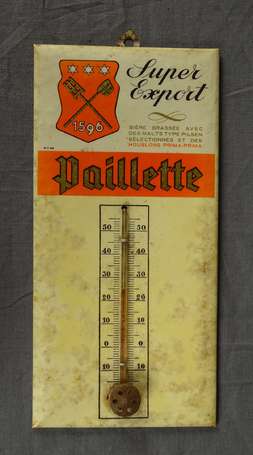 Super
Export
1596
BIÈRE BRASSÉE AVEC
DES MALTS TYPE PILSEN
SÉLECTIONNÉS ET DES
HOUBLONS PRIMA-PRIMA
Paillette
50 50
40 40
30 30
20 20
10 10
0 0
10 10